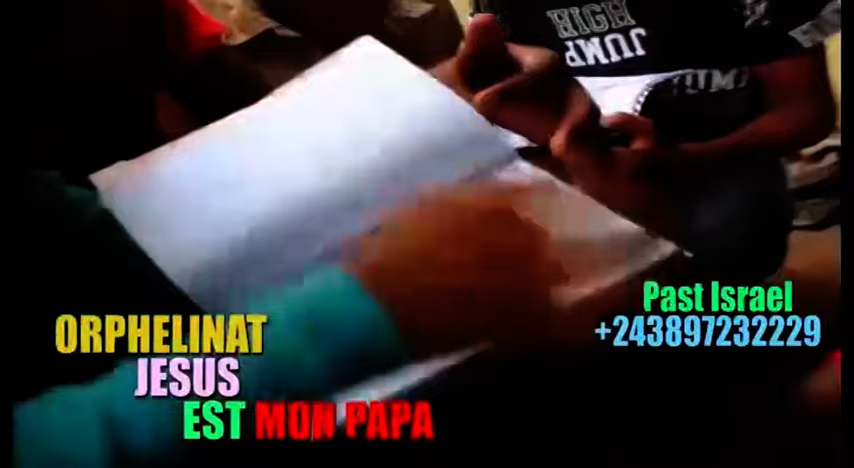 HIGH
JUMP
Past Israel
+243897232229
ORPHELINAT
JESUS
EST MON PAPA